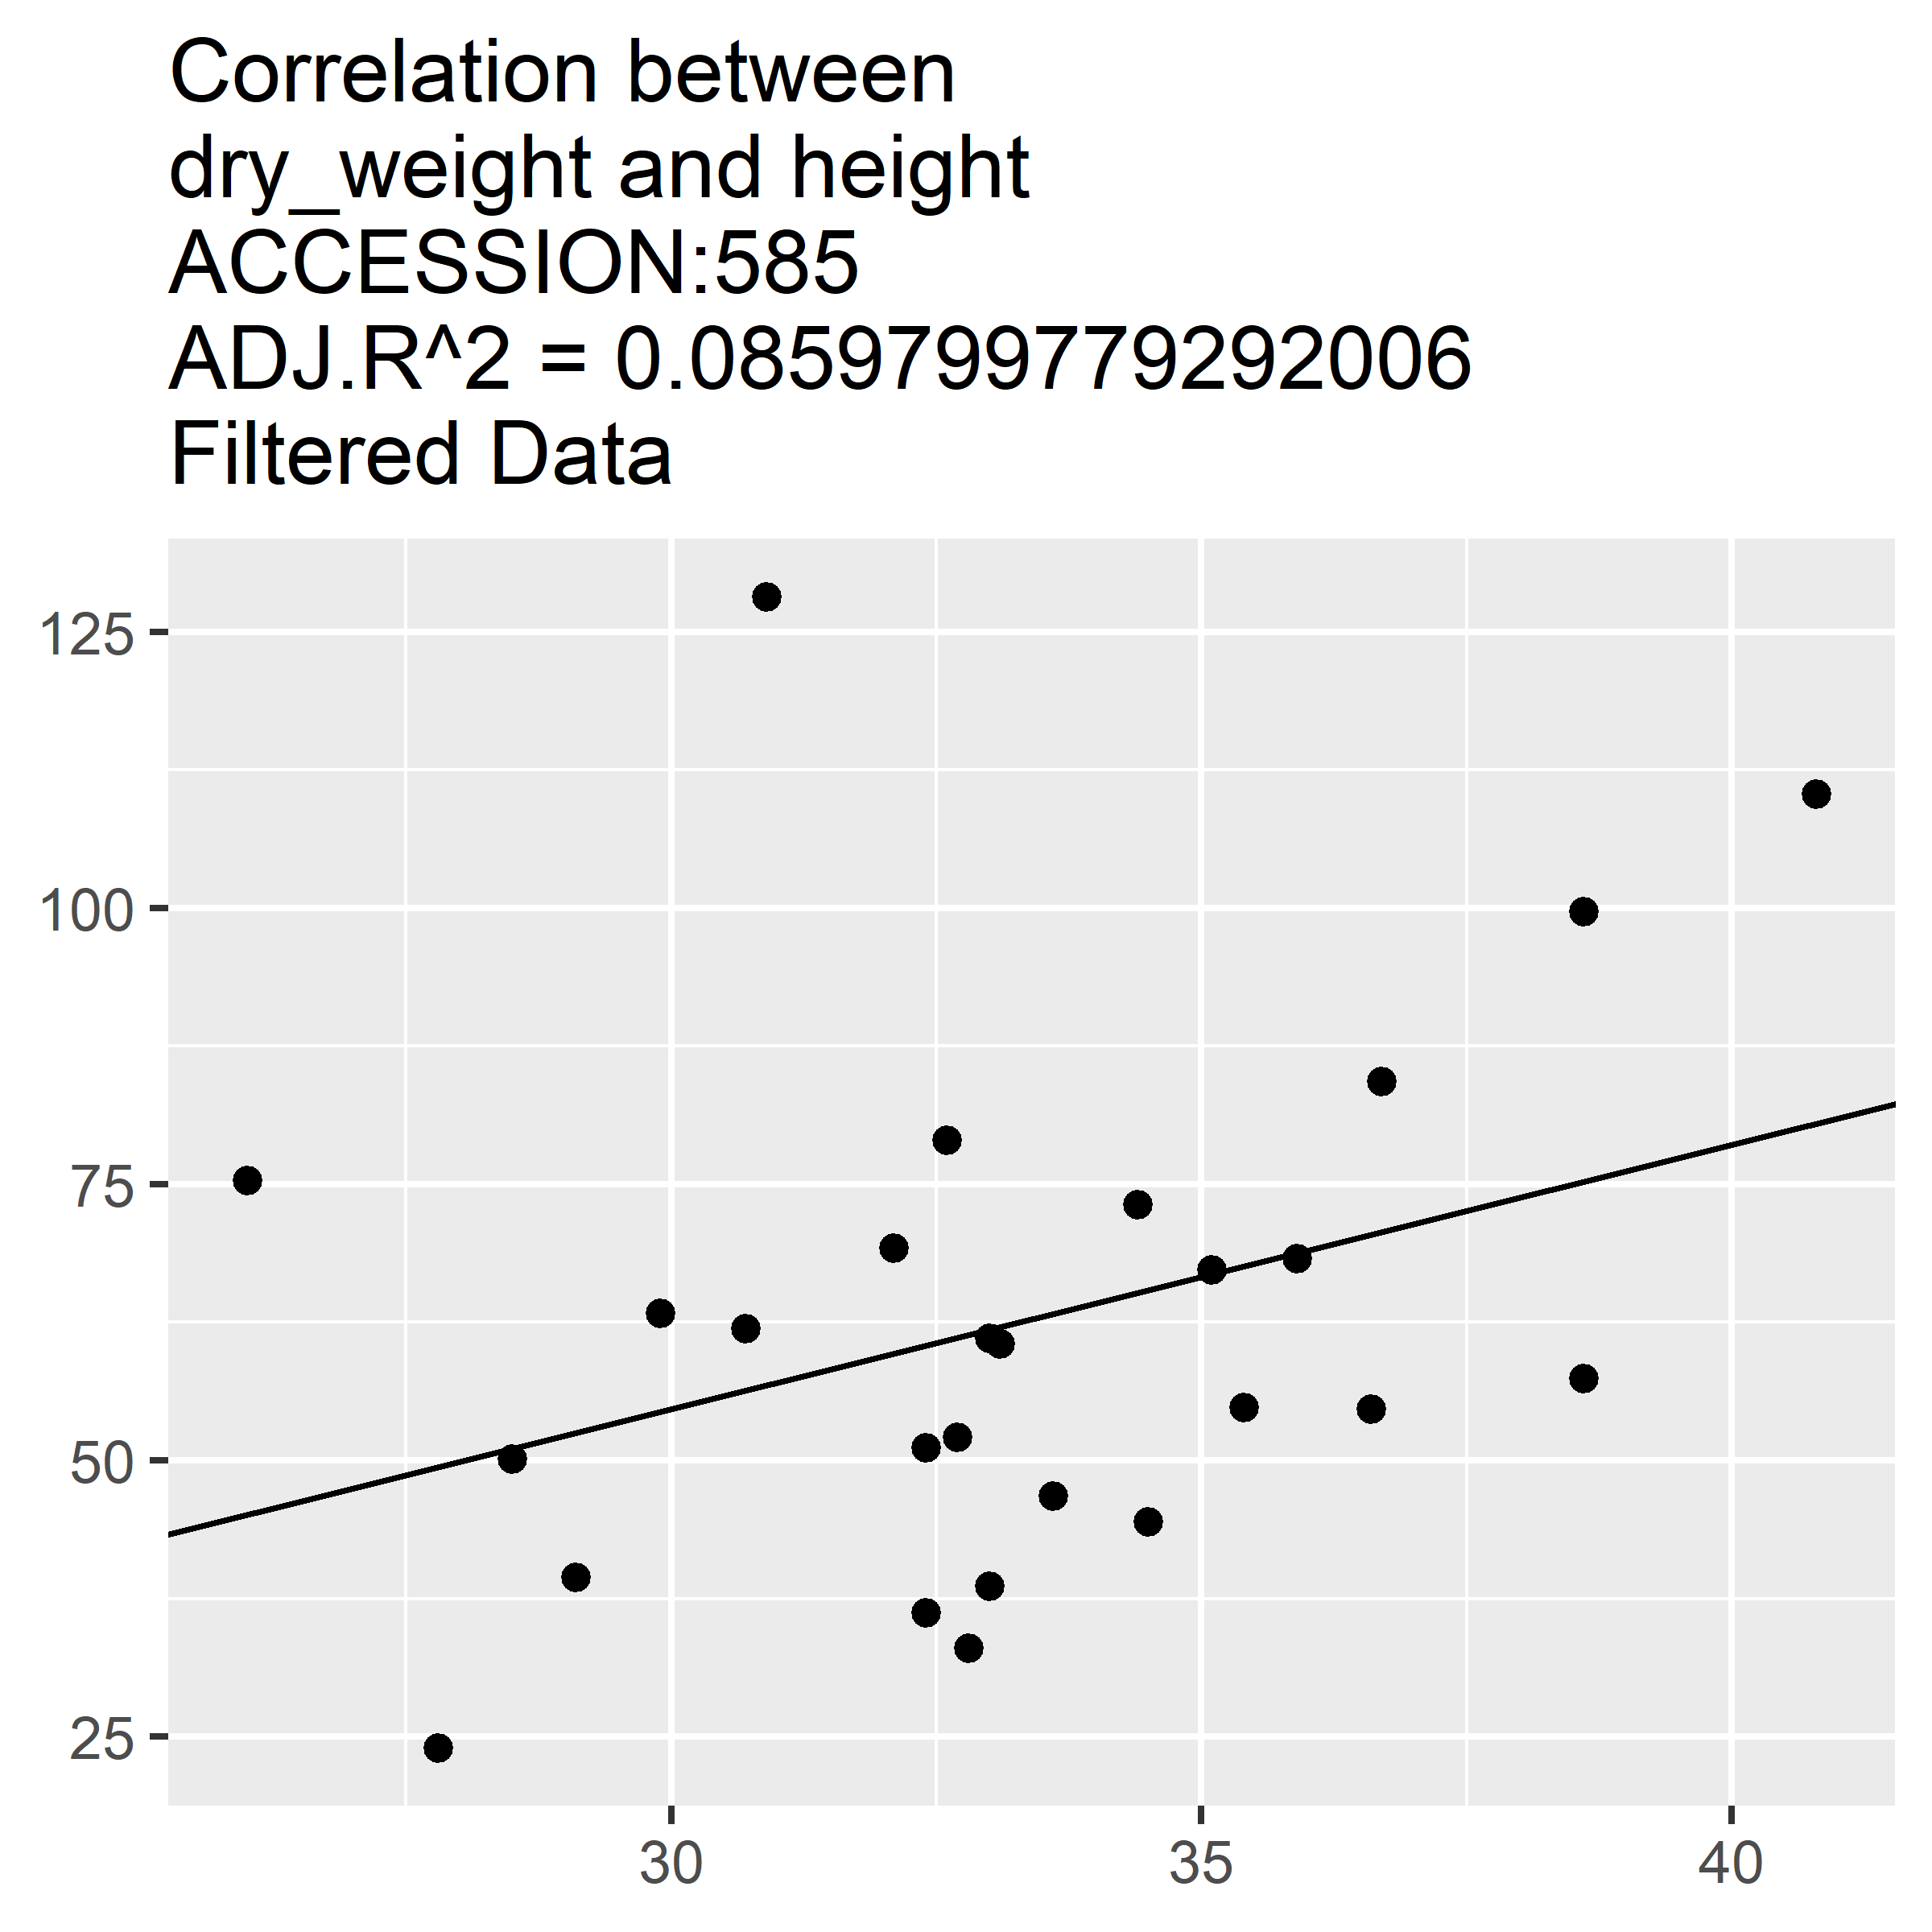 Correlation between
dry_weight and height
ACCESSION:585
ADJ.R^2 = 0.0859799779292006
Filtered Data
125
100
75
50
25
30 35 40